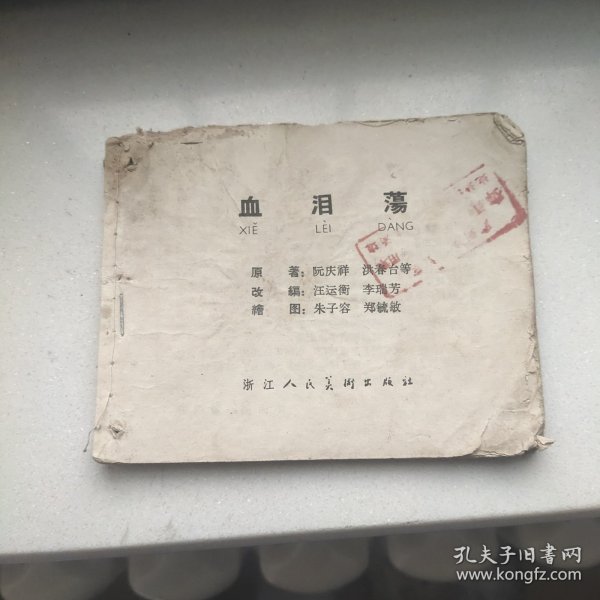 血 泪 蕩
XIĚ LÈI DÀNG
原 著：阮庆祥 洪春台等
改 編：汪运衡 李瑞芳
繪 图：朱子容 郑毓敏
浙江人民美術出版社
孔夫子旧书网
www.kongfz.com